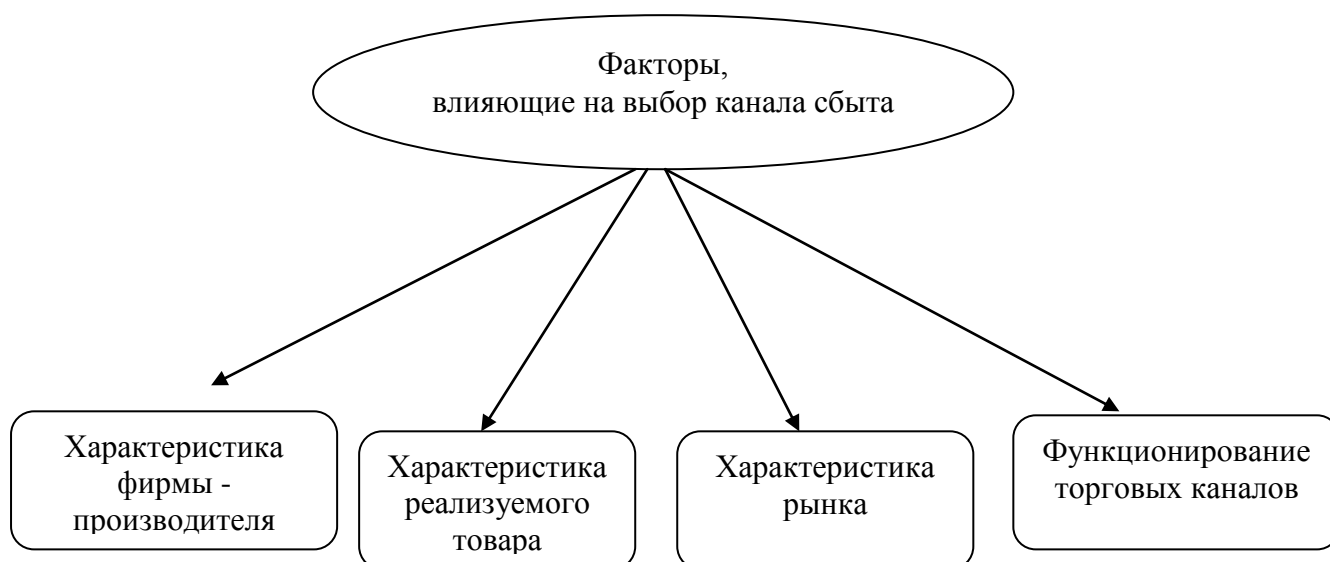 Факторы,
влияющие на выбор канала сбыта
Характеристика
фирмы -
производителя
Характеристика
реализуемого
товара
Характеристика
рынка
Функционирование
торговых каналов